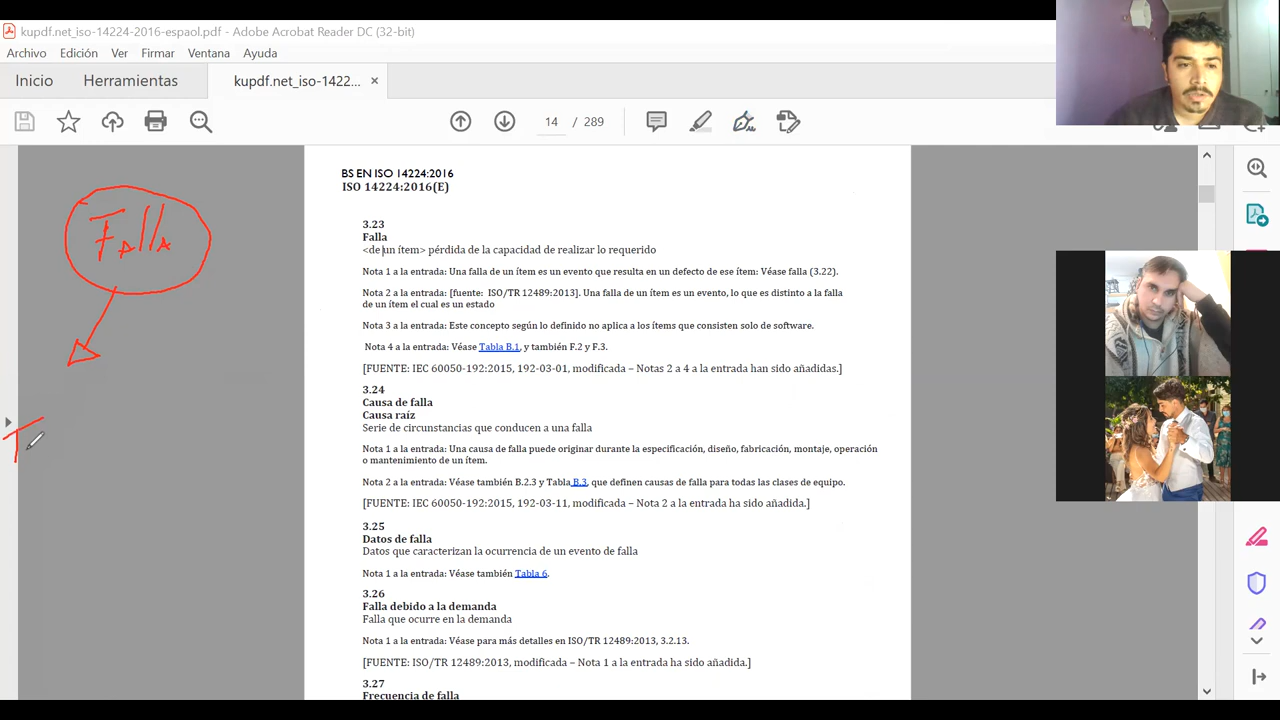 kupdf.net_iso-14224-2016-espaol.pdf - Adobe Acrobat Reader DC (32-bit)
Archivo Edición Ver Firmar Ventana Ayuda
Inicio Herramientas kupdf.net_iso-1422... ×
14 / 289
BS EN ISO 14224:2016
ISO 14224:2016(E)
FAllA
3.23
Falla
<de un ítem> pérdida de la capacidad de realizar lo requerido
Nota 1 a la entrada: Una falla de un ítem es un evento que resulta en un defecto de ese ítem: Véase falla (3.22).
Nota 2 a la entrada: [fuente: ISO/TR 12489:2013]. Una falla de un ítem es un evento, lo que es distinto a la falla
de un ítem el cual es un estado
Nota 3 a la entrada: Este concepto según lo definido no aplica a los ítems que consisten solo de software.
Nota 4 a la entrada: Véase Tabla B.1, y también F.2 y F.3.
[FUENTE: IEC 60050-192:2015, 192-03-01, modificada – Notas 2 a 4 a la entrada han sido añadidas.]
3.24
Causa de falla
Causa raíz
Serie de circunstancias que conducen a una falla
T
Nota 1 a la entrada: Una causa de falla puede originar durante la especificación, diseño, fabricación, montaje, operación
o mantenimiento de un ítem.
Nota 2 a la entrada: Véase también B.2.3 y Tabla B.3, que definen causas de falla para todas las clases de equipo.
[FUENTE: IEC 60050-192:2015, 192-03-11, modificada – Nota 2 a la entrada ha sido añadida.]
3.25
Datos de falla
Datos que caracterizan la ocurrencia de un evento de falla
Nota 1 a la entrada: Véase también Tabla 6.
3.26
Falla debido a la demanda
Falla que ocurre en la demanda
Nota 1 a la entrada: Véase para más detalles en ISO/TR 12489:2013, 3.2.13.
[FUENTE: ISO/TR 12489:2013, modificada – Nota 1 a la entrada ha sido añadida.]
3.27
Frecuencia de falla